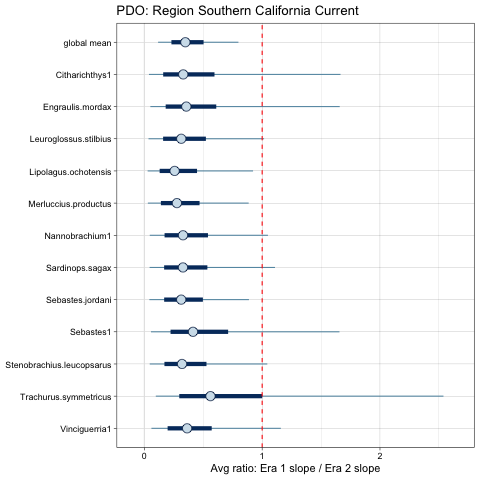 PDO: Region Southern California Current
global mean
Citharichthys1
Engraulis.mordax
Leuroglossus.stilbius
Lipolagus.ochotensis
Merluccius.productus
Nannobrachium1
Sardinops.sagax
Sebastes.jordani
Sebastes1
Stenobrachius.leucopsarus
Trachurus.symmetricus
Vinciguerria1
0 1 2
Avg ratio: Era 1 slope / Era 2 slope